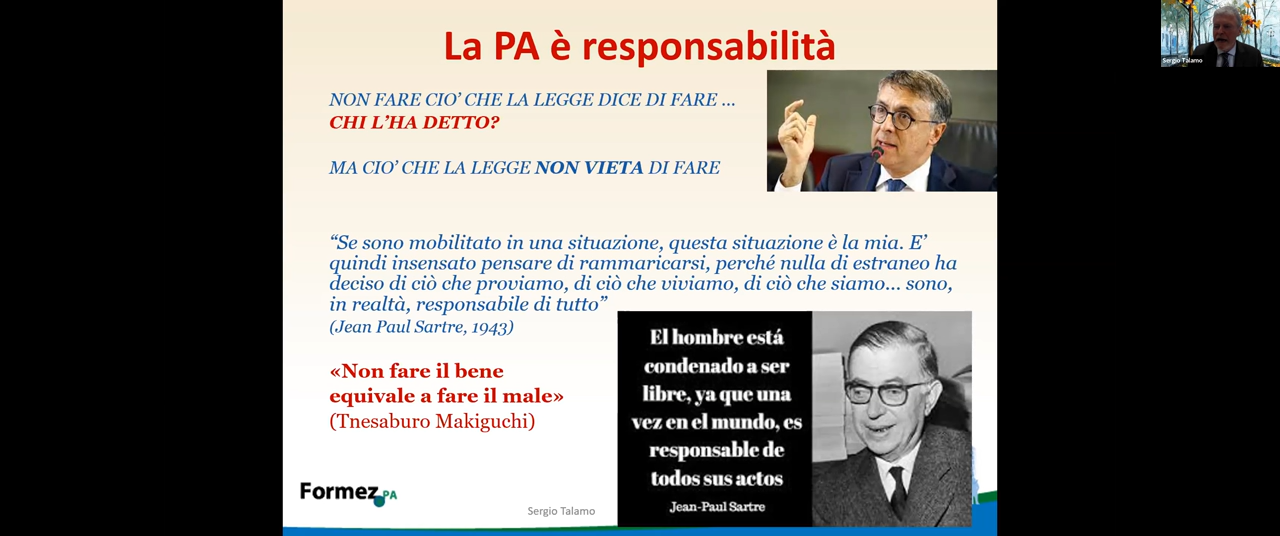 La PA è responsabilità
NON FARE CIO’ CHE LA LEGGE DICE DI FARE ...
CHI L’HA DETTO?
MA CIO’ CHE LA LEGGE NON VIETA DI FARE
“Se sono mobilitato in una situazione, questa situazione è la mia. E’
quindi insensato pensare di rammaricarsi, perché nulla di estraneo ha
deciso di ciò che proviamo, di ciò che viviamo, di ciò che siamo... sono,
in realtà, responsabile di tutto”
(Jean Paul Sartre, 1943)
«Non fare il bene
equivale a fare il male»
(Tnesaburo Makiguchi)
El hombre está
condenado a ser
libre, ya que una
vez en el mundo, es
responsable de
todos sus actos
Jean-Paul Sartre
Formez PA
Sergio Talamo
Sergio Talamo